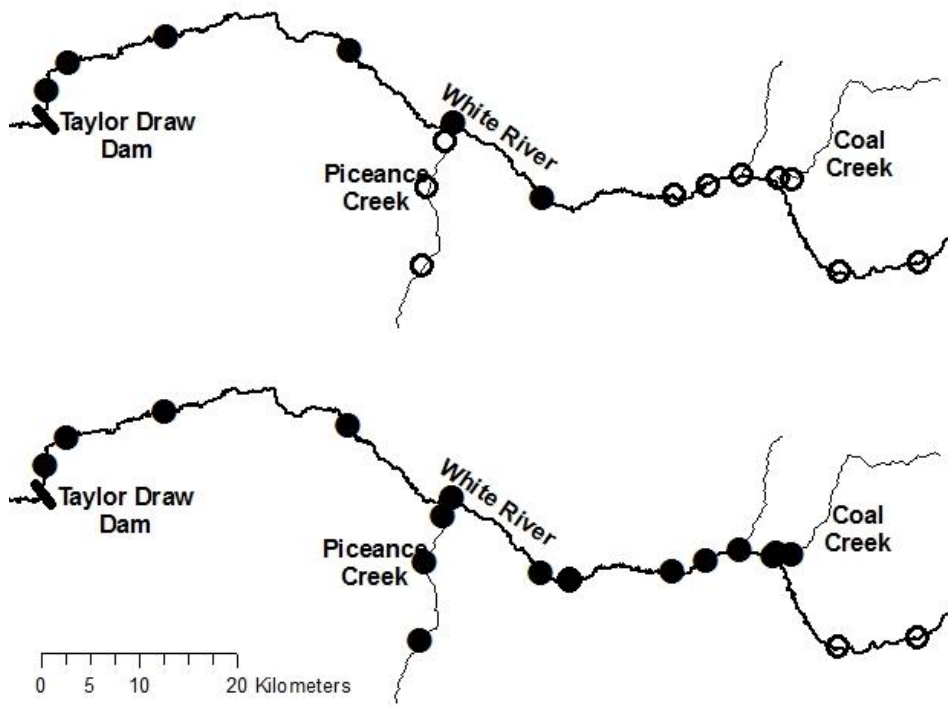 White River
Taylor Draw
Dam
Coal
Creek
Piceance
Creek
White River
Taylor Draw
Dam
Coal
Creek
Piceance
Creek
0 5 10 20 Kilometers